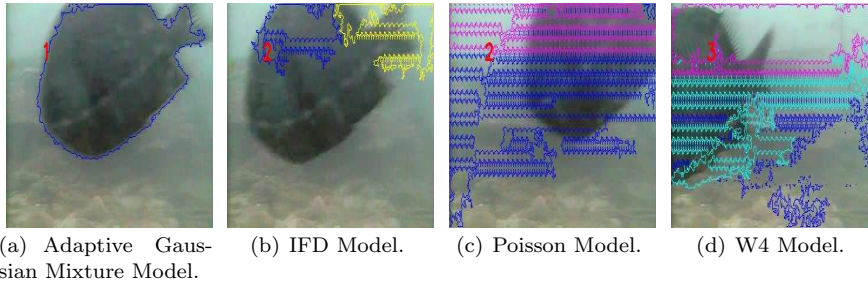 1
2
2
3
(a) Adaptive Gaus-
sian Mixture Model.
(b) IFD Model.
(c) Poisson Model.
(d) W4 Model.